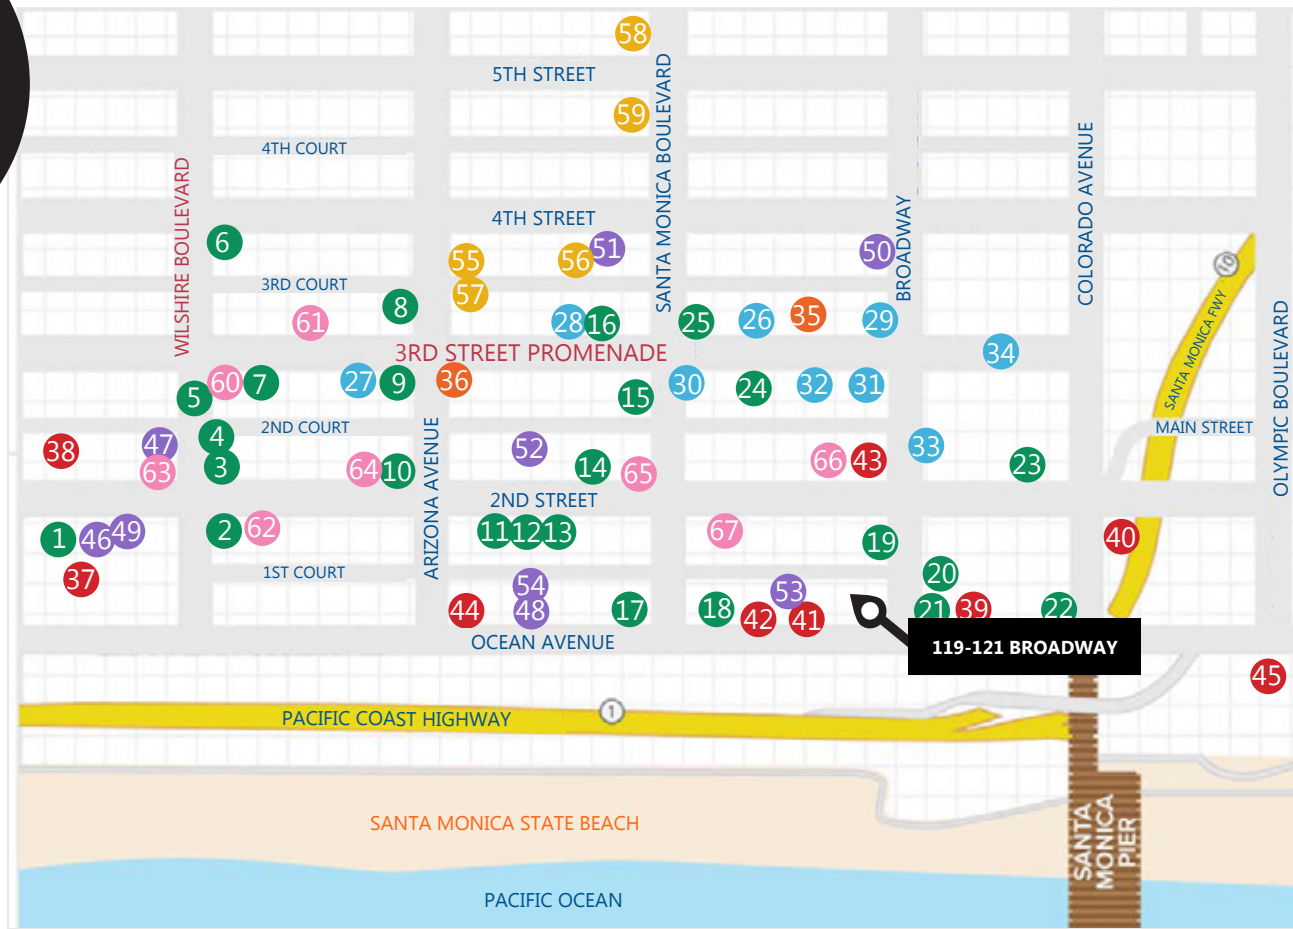 58
5TH STREET
59
SANTA MONICA BOULEVARD
4TH COURT
COLORADO AVENUE
WILSHIRE BOULEVARD
BROADWAY
4TH STREET
6
51
50
55
56
10
3RD COURT
57
8
61
28
16
25
26
35
29
SANTA MONICA FWY
OLYMPIC BOULEVARD
3RD STREET PROMENADE
34
5
60
7
27
9
36
15
30
24
32
31
2ND COURT
MAIN STREET
38
47
4
ARIZONA AVENUE
52
33
63
3
64
10
14
65
66
43
23
2ND STREET
1
46
49
2
62
11
12
13
67
19
40
37
1ST COURT
54
53
20
44
48
17
18
42
41
21
39
22
OCEAN AVENUE
119-121 BROADWAY
45
PACIFIC COAST HIGHWAY
1
SANTA MONICA STATE BEACH
SANTA
MONICA
PIER
PACIFIC OCEAN